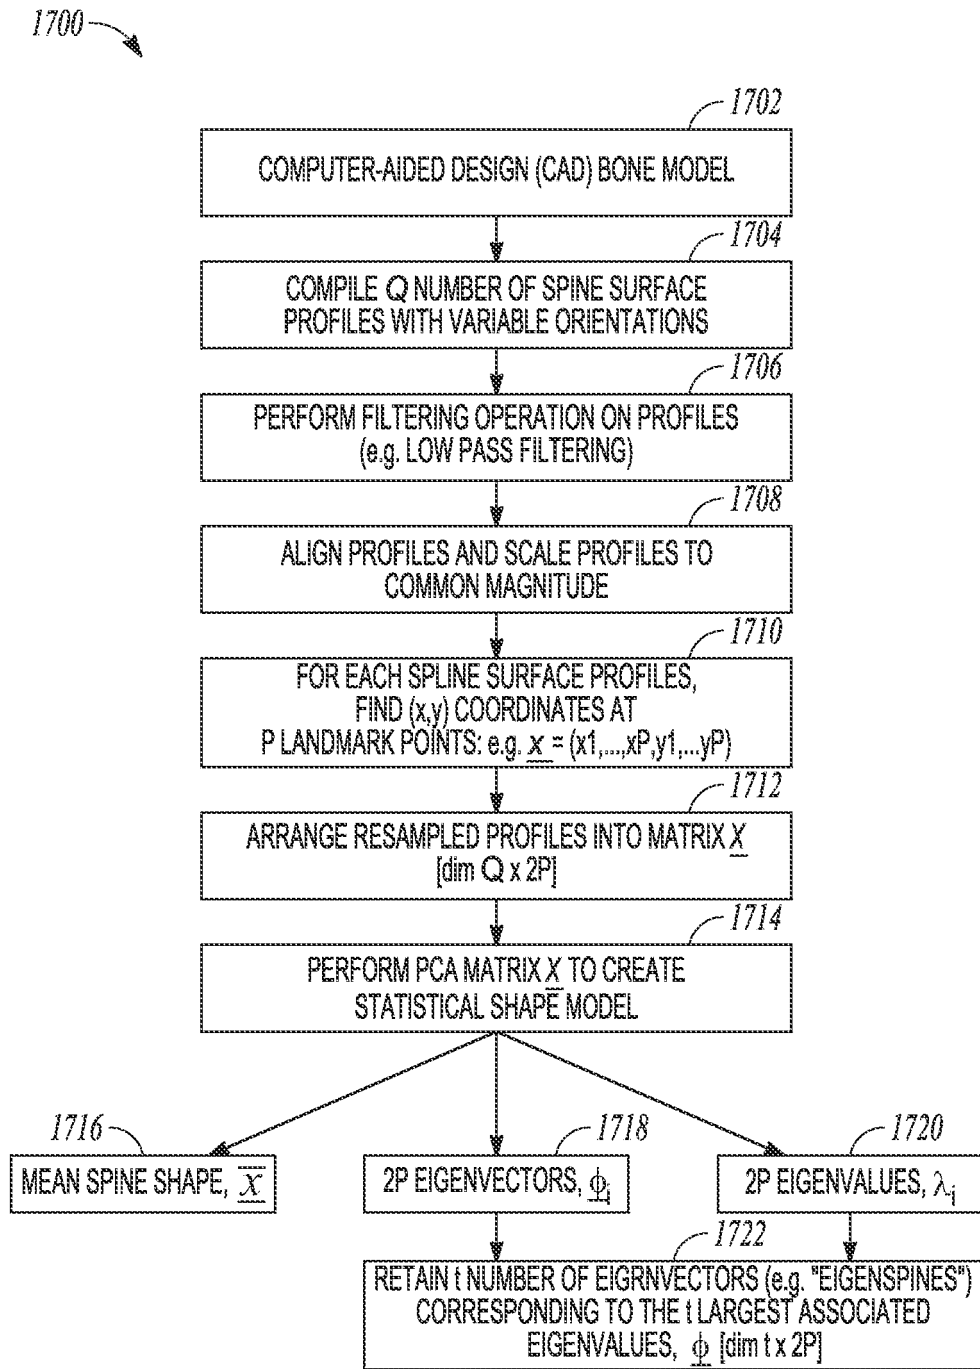 1700
1702
COMPUTER-AIDED DESIGN (CAD) BONE MODEL
1704
COMPILE Q NUMBER OF SPINE SURFACE
PROFILES WITH VARIABLE ORIENTATIONS
1706
PERFORM FILTERING OPERATION ON PROFILES
(e.g. LOW PASS FILTERING)
1708
ALIGN PROFILES AND SCALE PROFILES TO
COMMON MAGNITUDE
1710
FOR EACH SPLINE SURFACE PROFILES,
FIND (x,y) COORDINATES AT
P LANDMARK POINTS: e.g. x = (x1,...,xP,y1,...yP)
1712
ARRANGE RESAMPLED PROFILES INTO MATRIX X
[dim Q x 2P]
1714
PERFORM PCA MATRIX X TO CREATE
STATISTICAL SHAPE MODEL
1716
MEAN SPINE SHAPE, x̅
1718
2P EIGENVECTORS, ϕi
1720
2P EIGENVALUES, λi
1722
RETAIN t NUMBER OF EIGRNVECTORS (e.g. "EIGENSPINES")
CORRESPONDING TO THE t LARGEST ASSOCIATED
EIGENVALUES, ϕ [dim t x 2P]